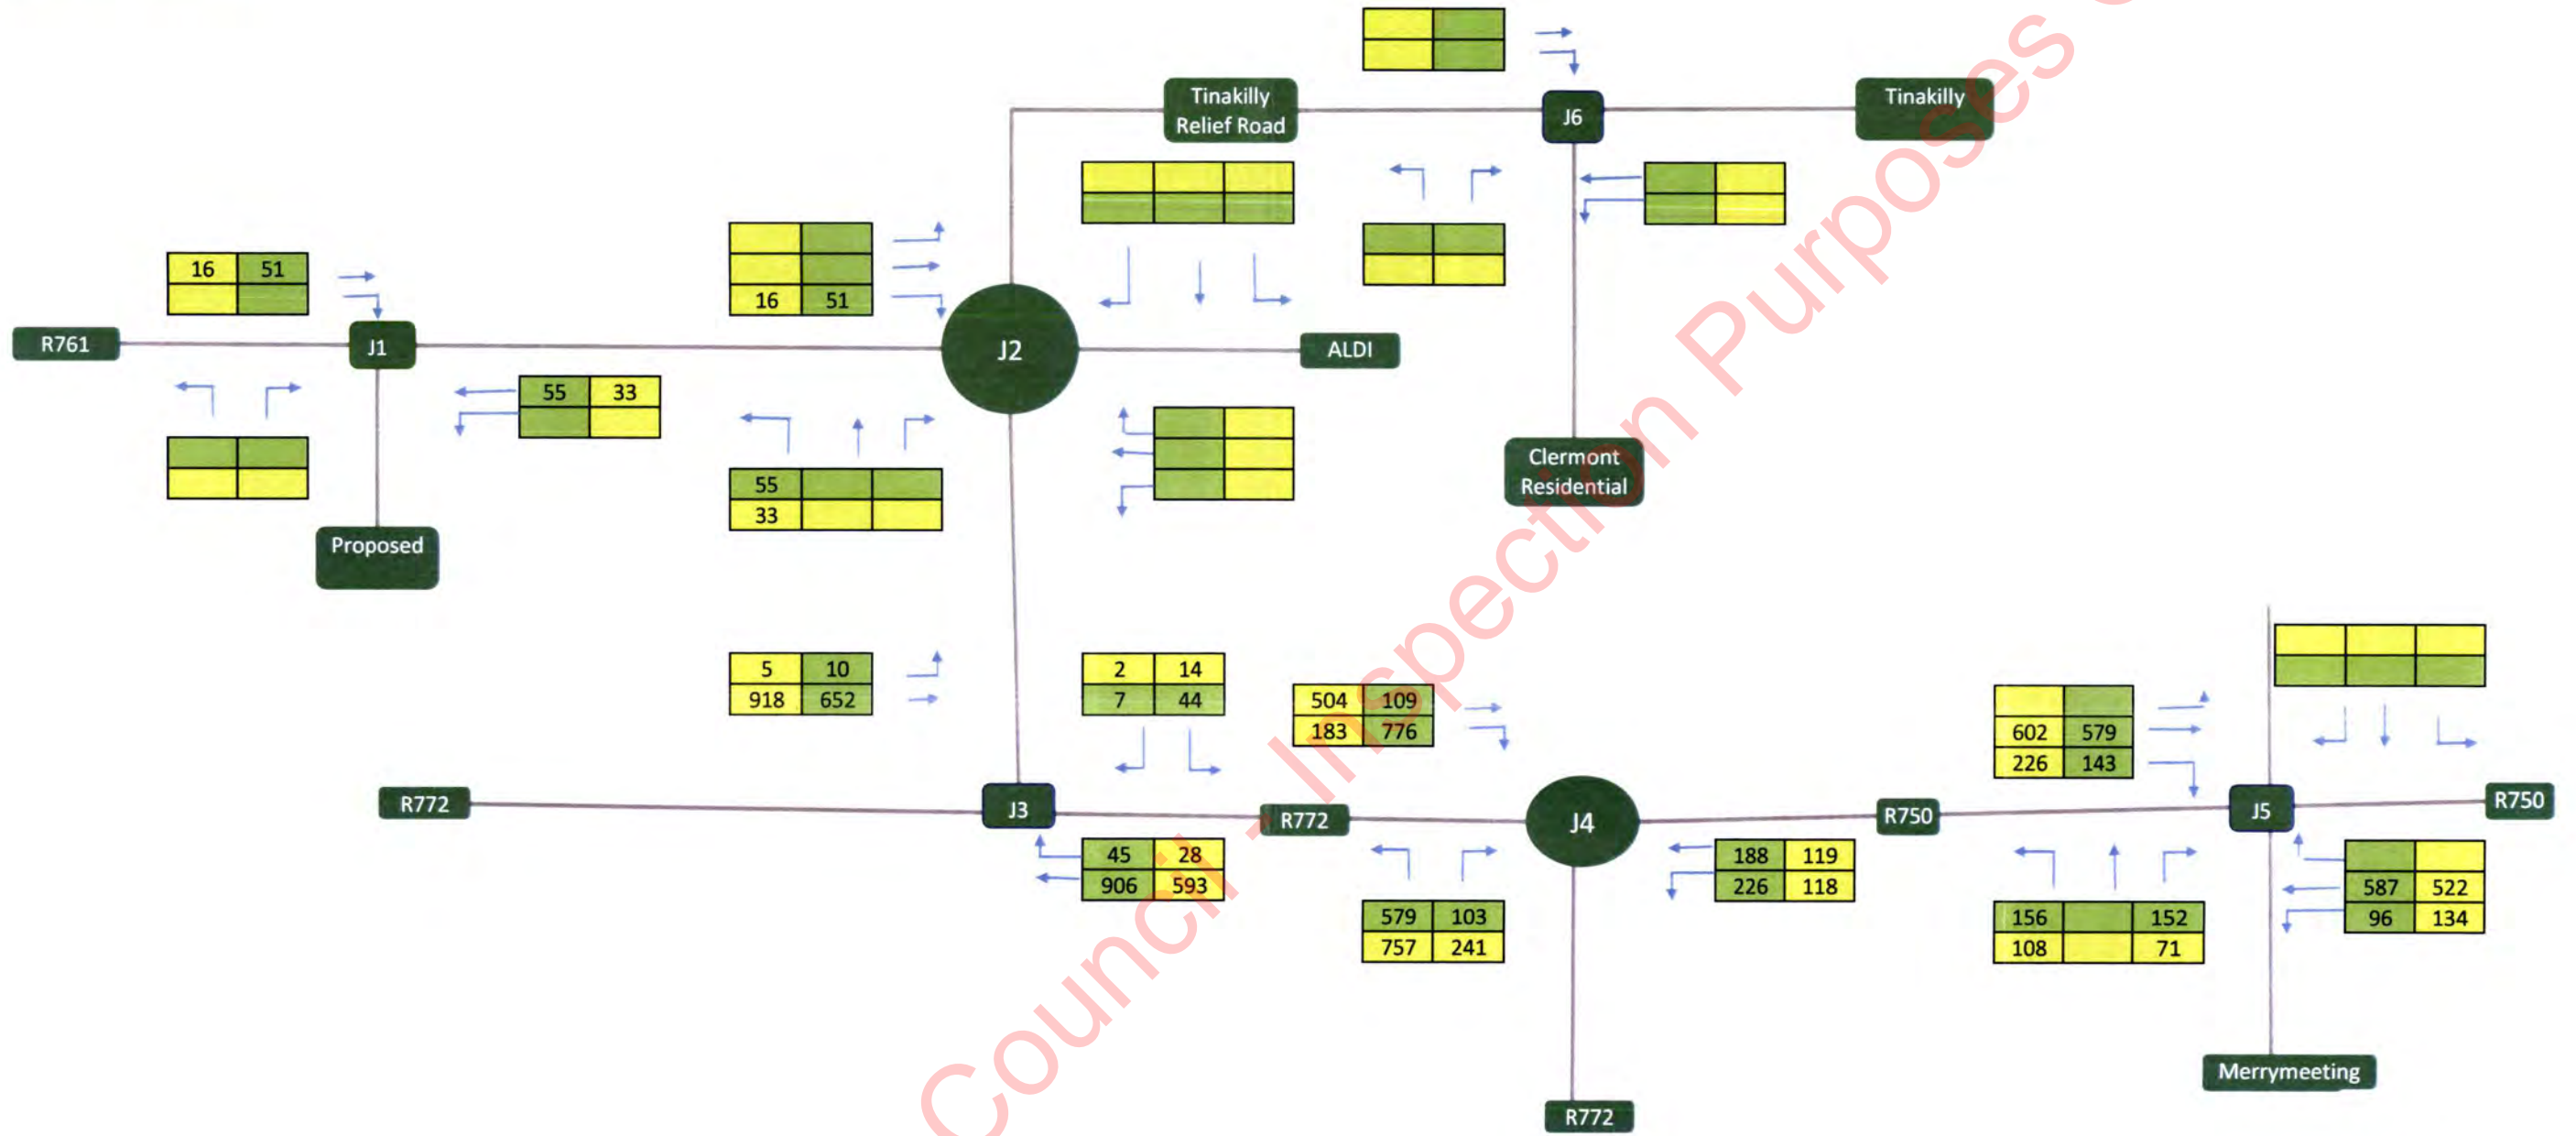 Tinakilly
Relief Road
J6
Tinakilly
16 51
16 51
R761
J1
J2
ALDI
55 33
55
33
Clermont
Residential
Proposed
5 10
918 652
2 14
7 44
504 109
183 776
602 579
226 143
R772
J3
R772
J4
R750
J5
R750
45 28
906 593
579 103
757 241
188 119
226 118
156 152
108 71
587 522
96 134
Merrymeeting
R772
Council - Inspection Purposes